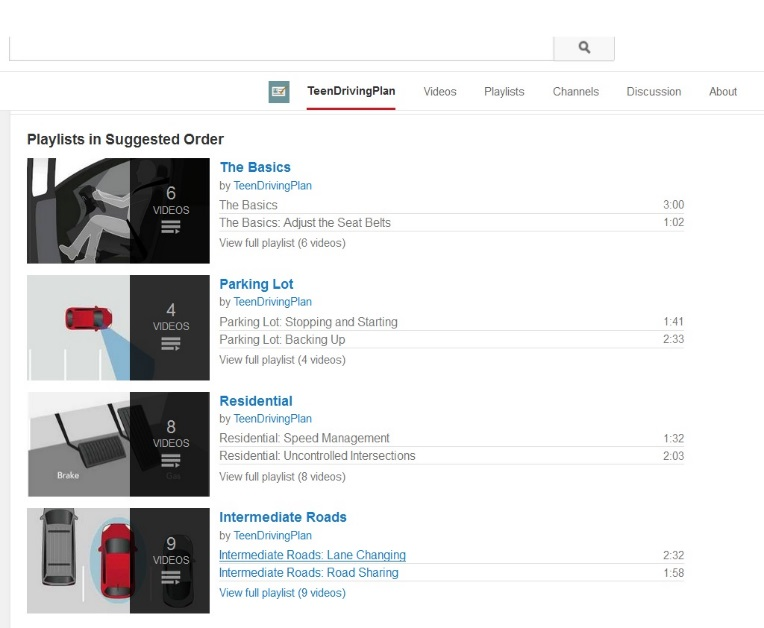 TeenDrivingPlan Videos Playlists Channels Discussion About
Playlists in Suggested Order
6
VIDEOS
The Basics
by TeenDrivingPlan
The Basics 3:00
The Basics: Adjust the Seat Belts 1:02
View full playlist (6 videos)
4
VIDEOS
Parking Lot
by TeenDrivingPlan
Parking Lot: Stopping and Starting 1:41
Parking Lot: Backing Up 2:33
View full playlist (4 videos)
Brake
Gas
8
VIDEOS
Residential
by TeenDrivingPlan
Residential: Speed Management 1:32
Residential: Uncontrolled Intersections 2:03
View full playlist (8 videos)
9
VIDEOS
Intermediate Roads
by TeenDrivingPlan
Intermediate Roads: Lane Changing 2:32
Intermediate Roads: Road Sharing 1:58
View full playlist (9 videos)